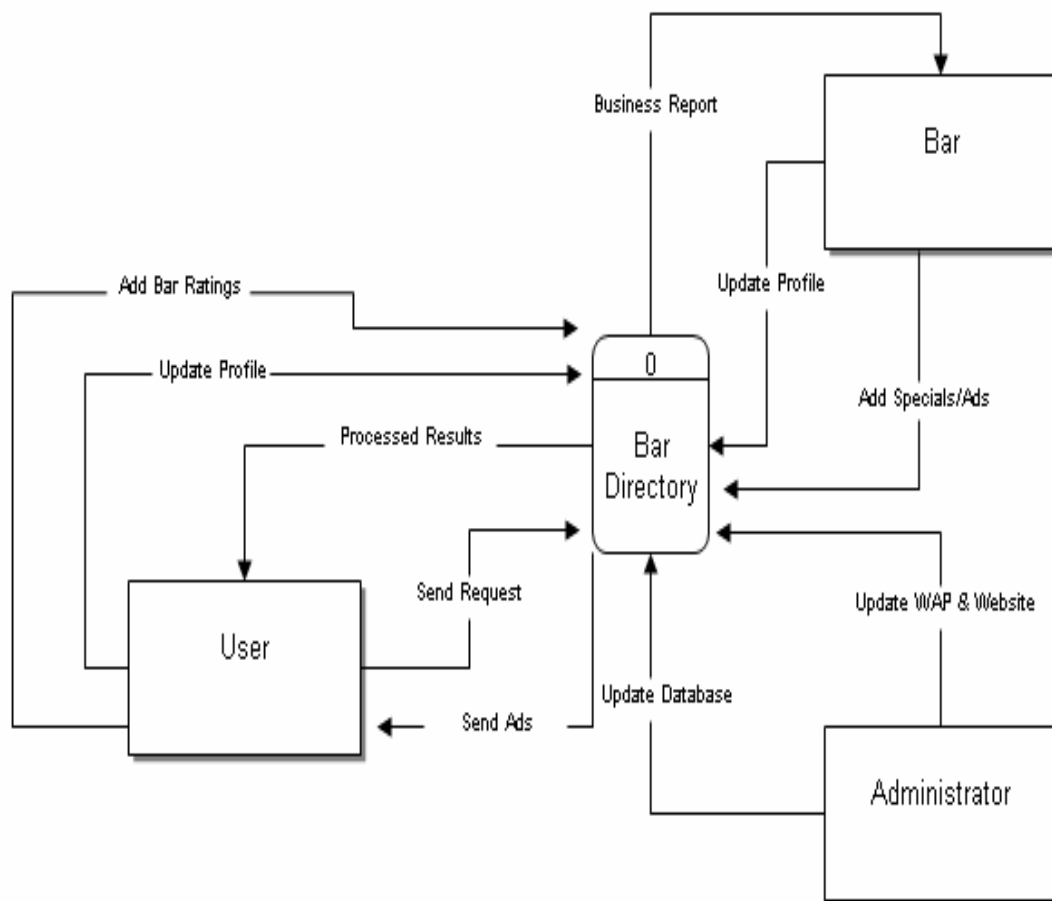 Business Report
Bar
Update Profile
Add Bar Ratings
Update Profile
0
Add Specials/Ads
Processed Results
Bar
Directory
Send Request
Update WAP & Website
User
Update Database
Send Ads
Administrator